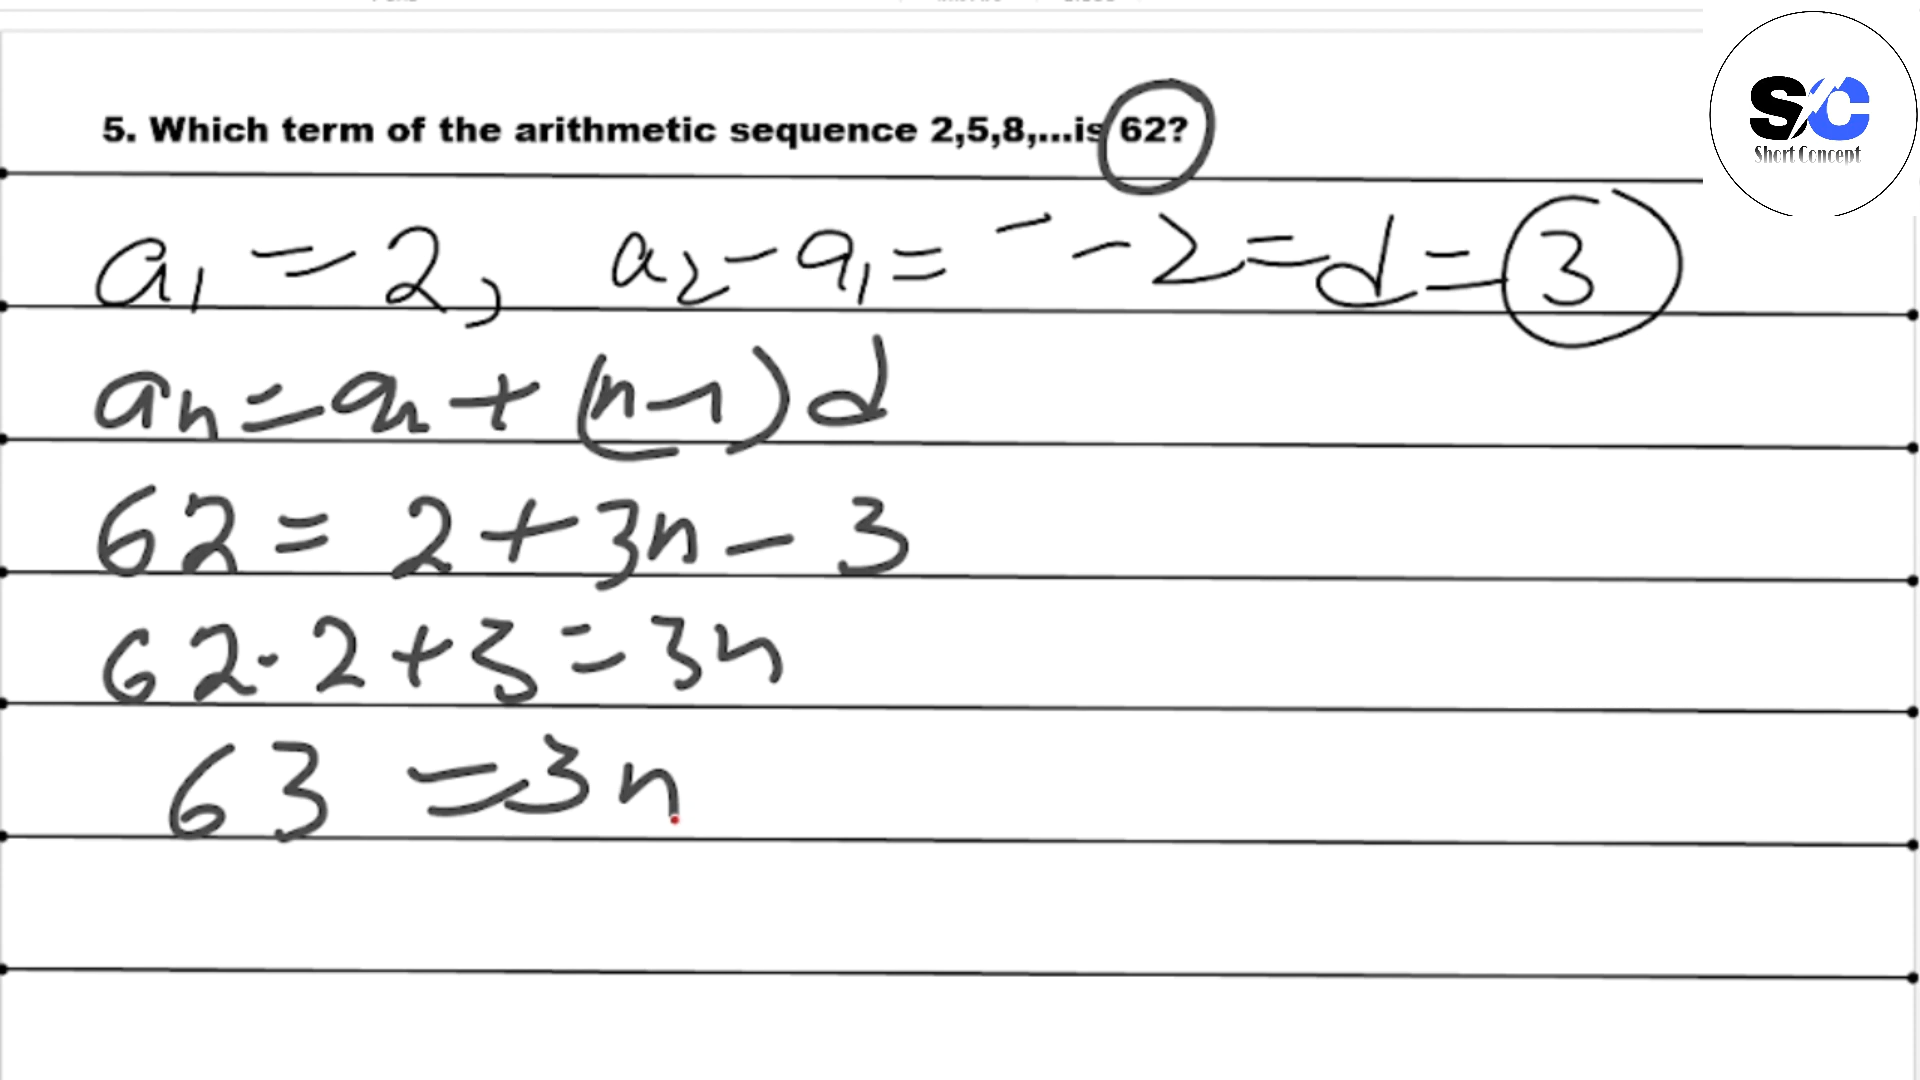 5. Which term of the arithmetic sequence 2,5,8,...is 62?
SC
Short Concept
a₁ = 2, a₂ - a₁ = - 2 = d = 3
aₙ = a₁ + (n-1)d
62 = 2 + 3n - 3
62 - 2 + 3 = 3n
63 = 3n